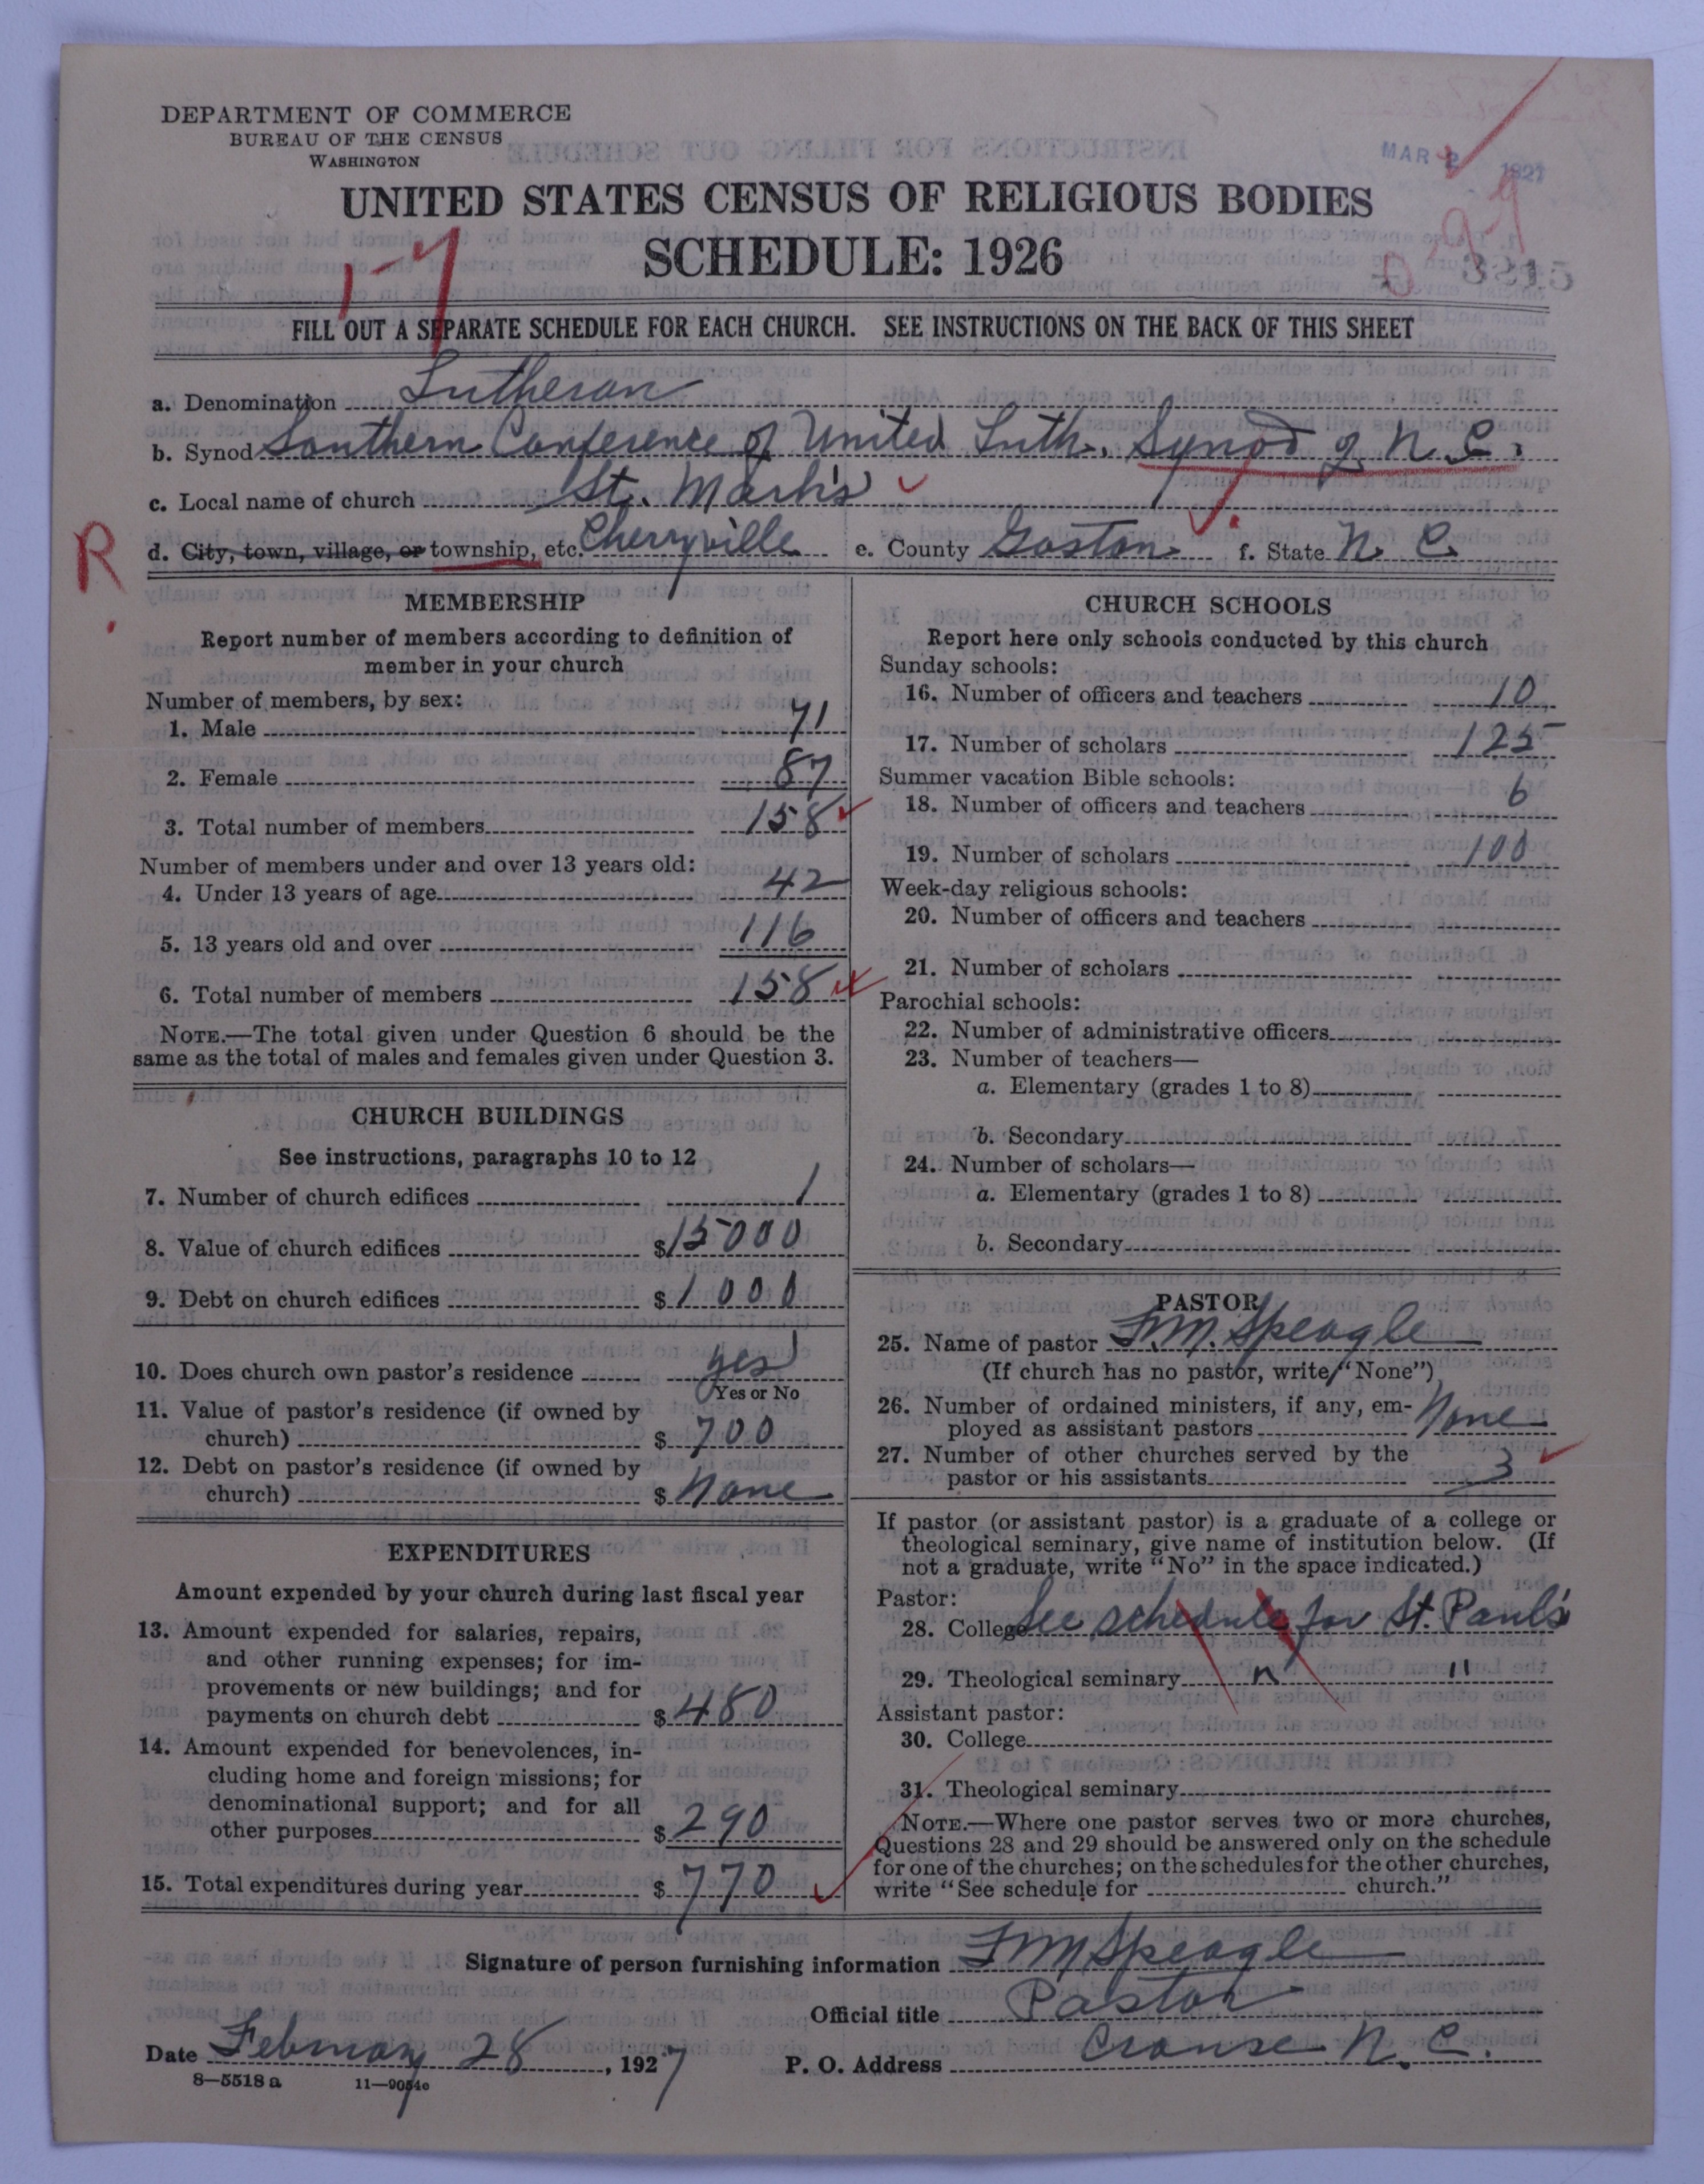 DEPARTMENT OF COMMERCE
BUREAU OF THE CENSUS
WASHINGTON
MAR 2 1927
UNITED STATES CENSUS OF RELIGIOUS BODIES
SCHEDULE: 1926
1-7
FILL OUT A SEPARATE SCHEDULE FOR EACH CHURCH. SEE INSTRUCTIONS ON THE BACK OF THIS SHEET
a. Denomination Lutheran
b. Synod Southern Conference of United Luth. Synod of N. C.
c. Local name of church St. Mark's
R
d. City, town, village, or township, etc. Cherryville e. County Gaston f. State N. C.
MEMBERSHIP
Report number of members according to definition of
member in your church
Number of members, by sex:
1. Male 71
2. Female 87
3. Total number of members 158
Number of members under and over 13 years old:
4. Under 13 years of age 42
5. 13 years old and over 116
6. Total number of members 158
NOTE.—The total given under Question 6 should be the
same as the total of males and females given under Question 3.
CHURCH BUILDINGS
See instructions, paragraphs 10 to 12
7. Number of church edifices 1
8. Value of church edifices $15000
9. Debt on church edifices $1000
10. Does church own pastor's residence yes
Yes or No
11. Value of pastor's residence (if owned by
church) $700
12. Debt on pastor's residence (if owned by
church) $None
EXPENDITURES
Amount expended by your church during last fiscal year
13. Amount expended for salaries, repairs,
and other running expenses; for im-
provements or new buildings; and for
payments on church debt $480
14. Amount expended for benevolences, in-
cluding home and foreign missions; for
denominational support; and for all
other purposes $290
15. Total expenditures during year $770
CHURCH SCHOOLS
Report here only schools conducted by this church
Sunday schools:
16. Number of officers and teachers 10
17. Number of scholars 125
Summer vacation Bible schools:
18. Number of officers and teachers 6
19. Number of scholars 100
Week-day religious schools:
20. Number of officers and teachers
21. Number of scholars
Parochial schools:
22. Number of administrative officers
23. Number of teachers—
a. Elementary (grades 1 to 8)
b. Secondary
24. Number of scholars—
a. Elementary (grades 1 to 8)
b. Secondary
PASTOR
25. Name of pastor F.M. Speagle
(If church has no pastor, write "None")
26. Number of ordained ministers, if any, em-
ployed as assistant pastors None
27. Number of other churches served by the
pastor or his assistants 3
If pastor (or assistant pastor) is a graduate of a college or
theological seminary, give name of institution below. (If
not a graduate, write "No" in the space indicated.)
Pastor:
28. College See schedule for St. Paul's
29. Theological seminary " "
Assistant pastor:
30. College
31. Theological seminary
NOTE.—Where one pastor serves two or more churches,
Questions 28 and 29 should be answered only on the schedule
for one of the churches; on the schedules for the other churches,
write "See schedule for church."
Signature of person furnishing information F M Speagle
Official title Pastor
Date February 28, 1927 P. O. Address Crouse N. C.
8—5518 a 11—9054c